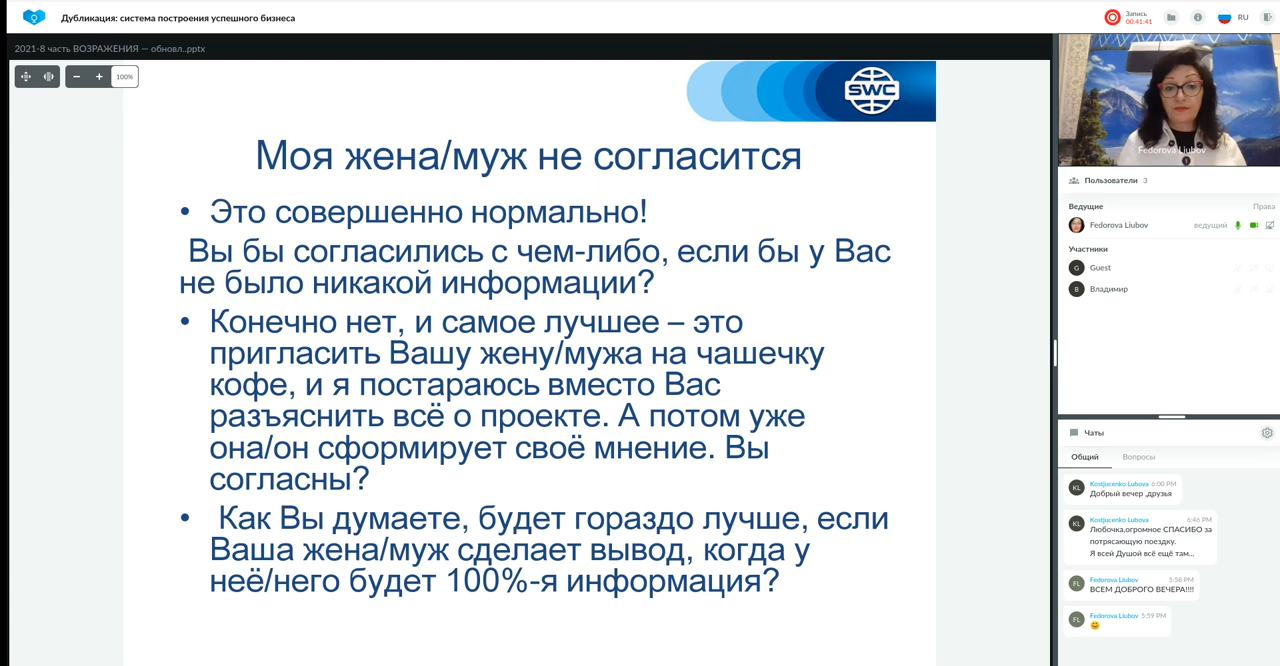 Дубликация: система построения успешного бизнеса
Запись
00:41:41
RU
2021-8 часть ВОЗРАЖЕНИЯ — обновл..pptx
100%
SWC
Моя жена/муж не согласится
• Это совершенно нормально!
Вы бы согласились с чем-либо, если бы у Вас
не было никакой информации?
• Конечно нет, и самое лучшее – это
пригласить Вашу жену/мужа на чашечку
кофе, и я постараюсь вместо Вас
разъяснить всё о проекте. А потом уже
она/он сформирует своё мнение. Вы
согласны?
• Как Вы думаете, будет гораздо лучше, если
Ваша жена/муж сделает вывод, когда у
неё/него будет 100%-я информация?
Fedorova Liubov
Пользователи 3
Ведущие Права
Fedorova Liubov ведущий
Участники
G Guest
В Владимир
Чаты
Общий Вопросы
KL Kostjucenko Lubova 6:00 PM
Добрый вечер ,друзья
KL Kostjucenko Lubova 6:46 PM
Любочка,огромное СПАСИБО за
потрясающую поездку.
Я всей Душой всё ещё там...
FL Fedorova Liubov 5:58 PM
ВСЕМ ДОБРОГО ВЕЧЕРА!!!!
FL Fedorova Liubov 5:59 PM
😊